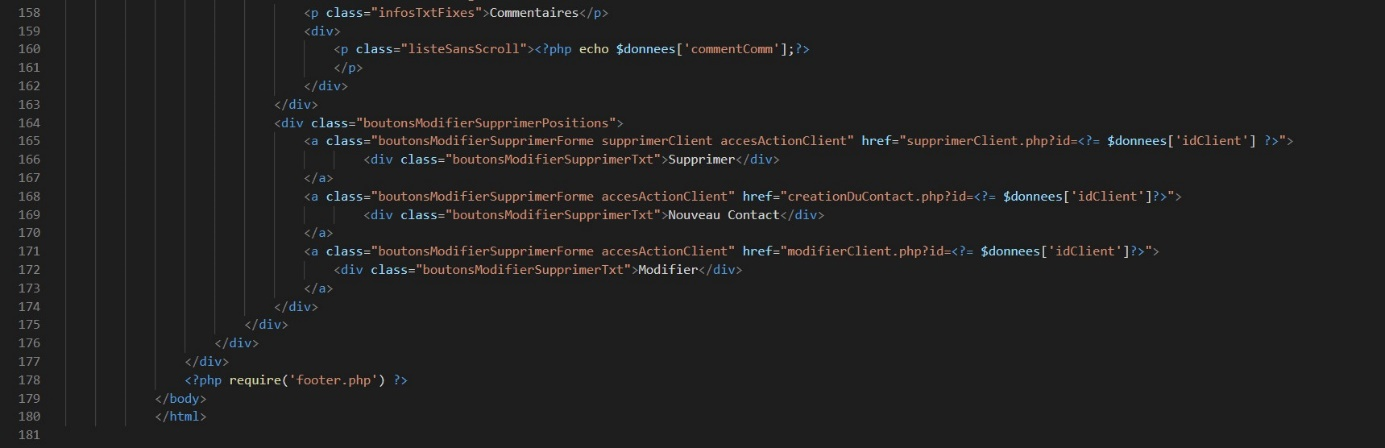 158 <p class="infosTxtFixes">Commentaires</p>
159 <div>
160 <p class="listeSansScroll"><?php echo $donnees['commentComm'];?>
161 </p>
162 </div>
163 </div>
164 <div class="boutonsModifierSupprimerPositions">
165 <a class="boutonsModifierSupprimerForme supprimerClient accesActionClient" href="supprimerClient.php?id=<?= $donnees['idClient'] ?>">
166 <div class="boutonsModifierSupprimerTxt">Supprimer</div>
167 </a>
168 <a class="boutonsModifierSupprimerForme accesActionClient" href="creationDuContact.php?id=<?= $donnees['idClient']?>">
169 <div class="boutonsModifierSupprimerTxt">Nouveau Contact</div>
170 </a>
171 <a class="boutonsModifierSupprimerForme accesActionClient" href="modifierClient.php?id=<?= $donnees['idClient']?>">
172 <div class="boutonsModifierSupprimerTxt">Modifier</div>
173 </a>
174 </div>
175 </div>
176 </div>
177 </div>
178 <?php require('footer.php') ?>
179 </body>
180 </html>
181